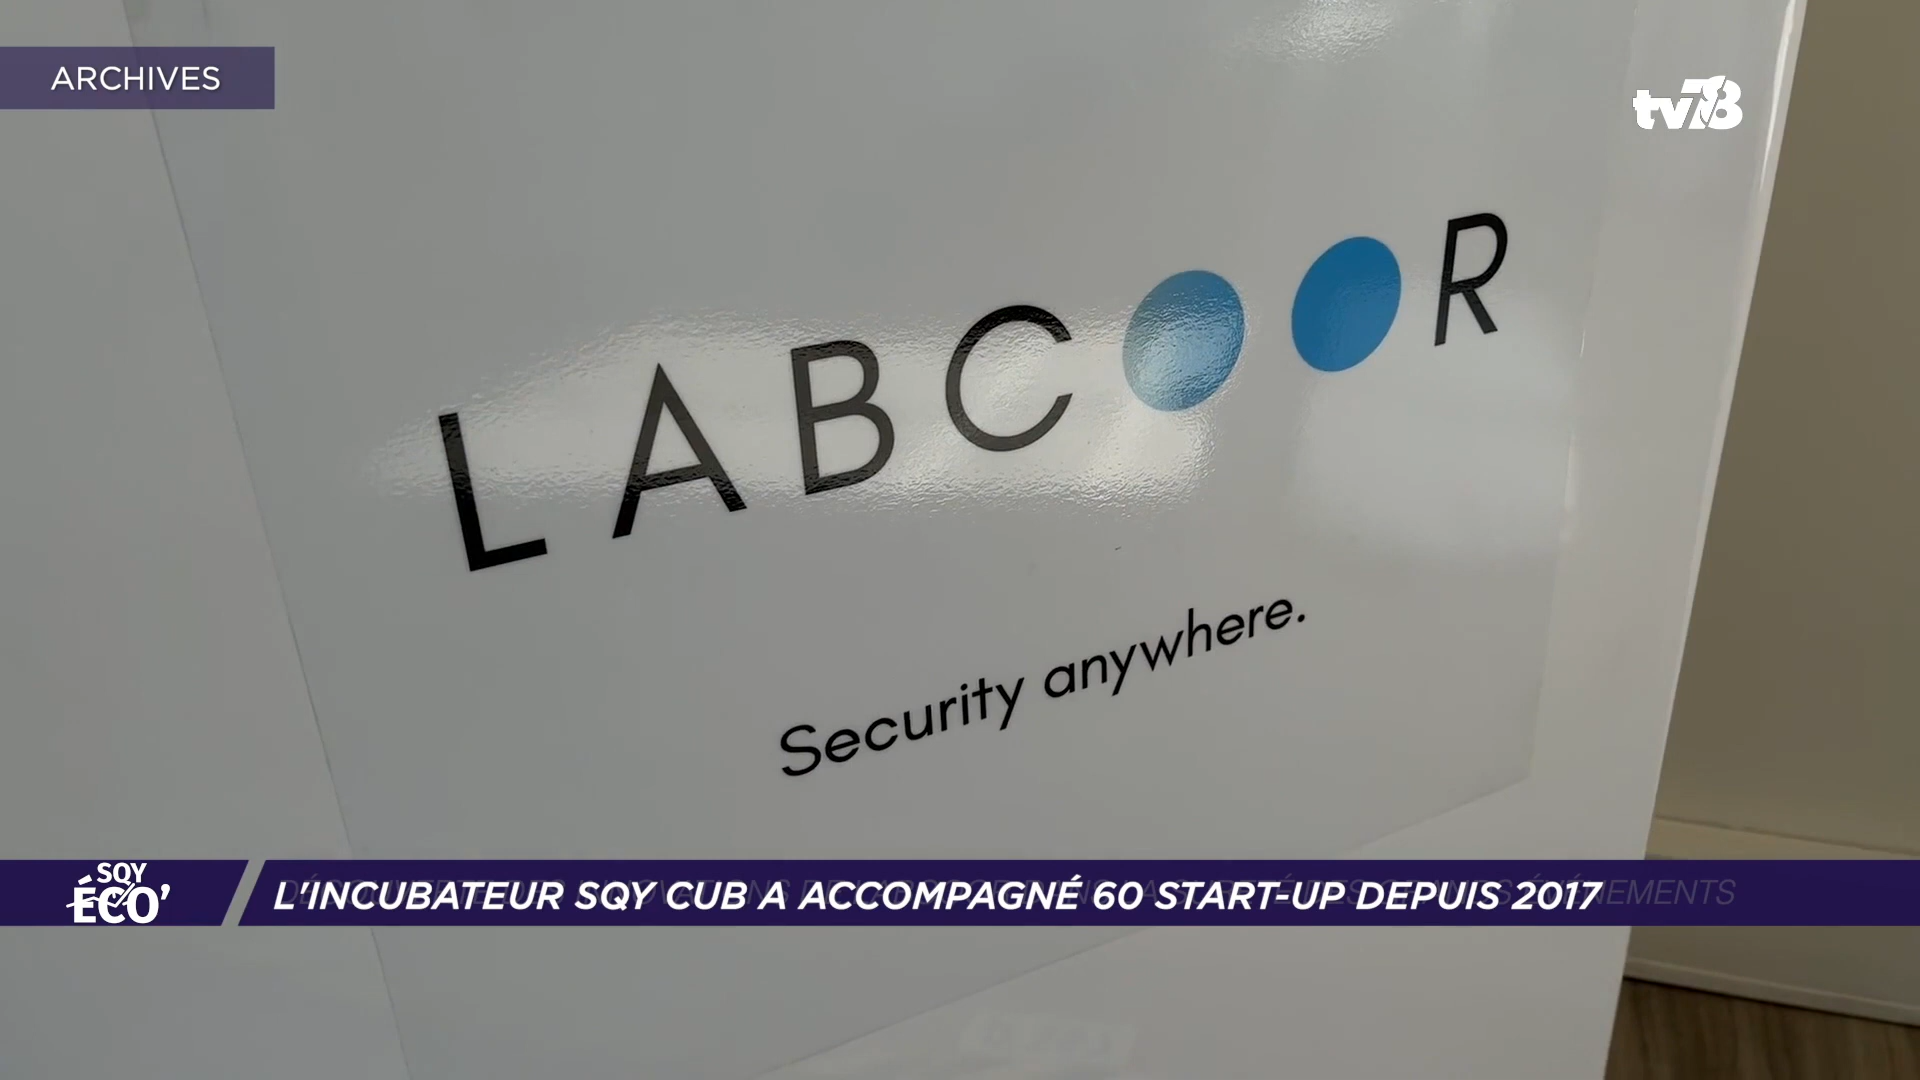 ARCHIVES
tv78
LABCOOR
Security anywhere.
SQY
ÉCO'
L'INCUBATEUR SQY CUB A ACCOMPAGNÉ 60 START-UP DEPUIS 2017